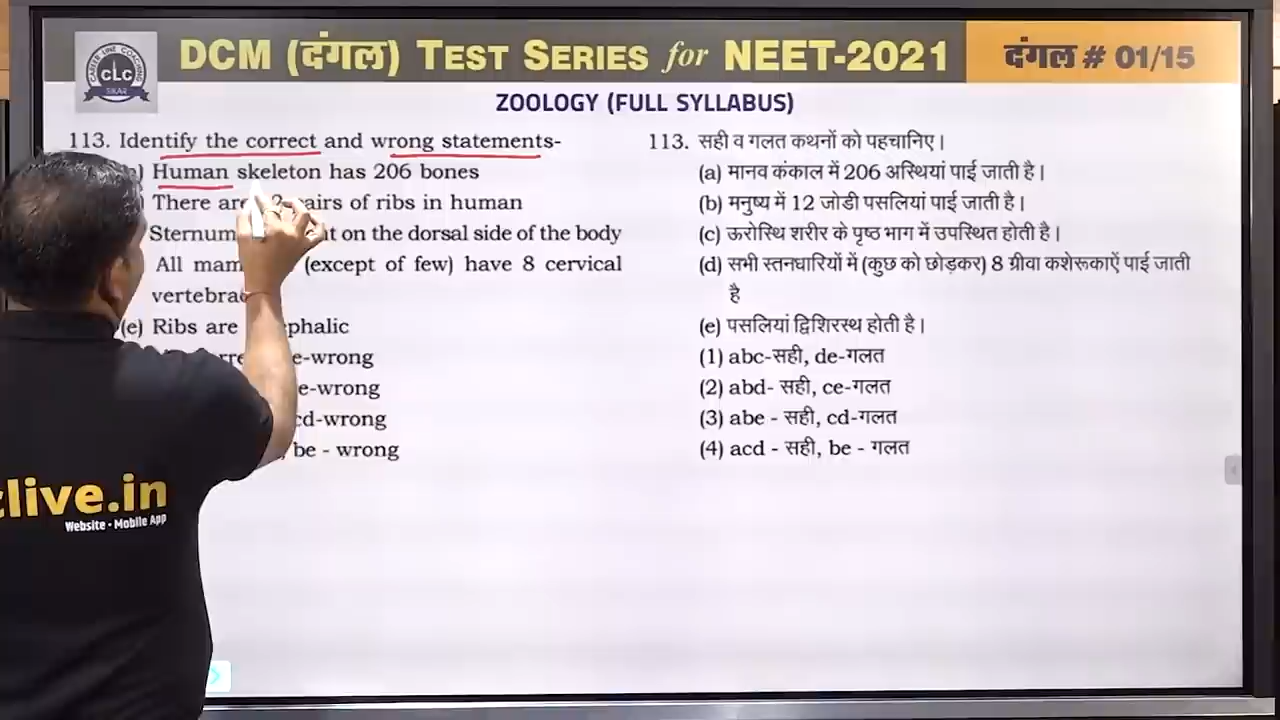 DCM (दंगल) TEST SERIES for NEET-2021
दंगल # 01/15
CLC
SIKAR
ZOOLOGY (FULL SYLLABUS)
113. Identify the correct and wrong statements-
Human skeleton has 206 bones
There are pairs of ribs in human
Sternum on the dorsal side of the body
All (except of few) have 8 cervical
(e) Ribs are
e-wrong
e-wrong
cd-wrong
, be - wrong
113. सही व गलत कथनों को पहचानिए।
(a) मानव कंकाल में 206 अस्थियां पाई जाती है।
(b) मनुष्य में 12 जोडी पसलियां पाई जाती है।
(c) ऊरोस्थि शरीर के पृष्ठ भाग में उपस्थित होती है।
(d) सभी स्तनधारियों में (कुछ को छोड़कर) 8 ग्रीवा कशेरूकाऐं पाई जाती
है
(e) पसलियां द्विशिरस्थ होती है।
(1) abc-सही, de-गलत
(2) abd- सही, ce-गलत
(3) abe - सही, cd-गलत
(4) acd - सही, be - गलत
clive.in
Website - Mobile App